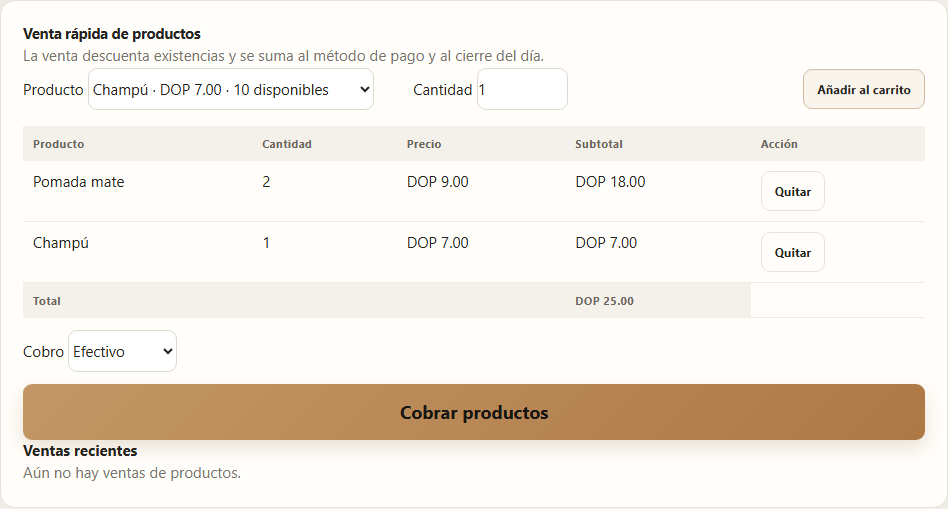 Venta rápida de productos
La venta descuenta existencias y se suma al método de pago y al cierre del día.
Producto Champú · DOP 7.00 · 10 disponibles Cantidad 1 Añadir al carrito
Producto Cantidad Precio Subtotal Acción
Pomada mate 2 DOP 9.00 DOP 18.00 Quitar
Champú 1 DOP 7.00 DOP 7.00 Quitar
Total DOP 25.00
Cobro Efectivo
Cobrar productos
Ventas recientes
Aún no hay ventas de productos.